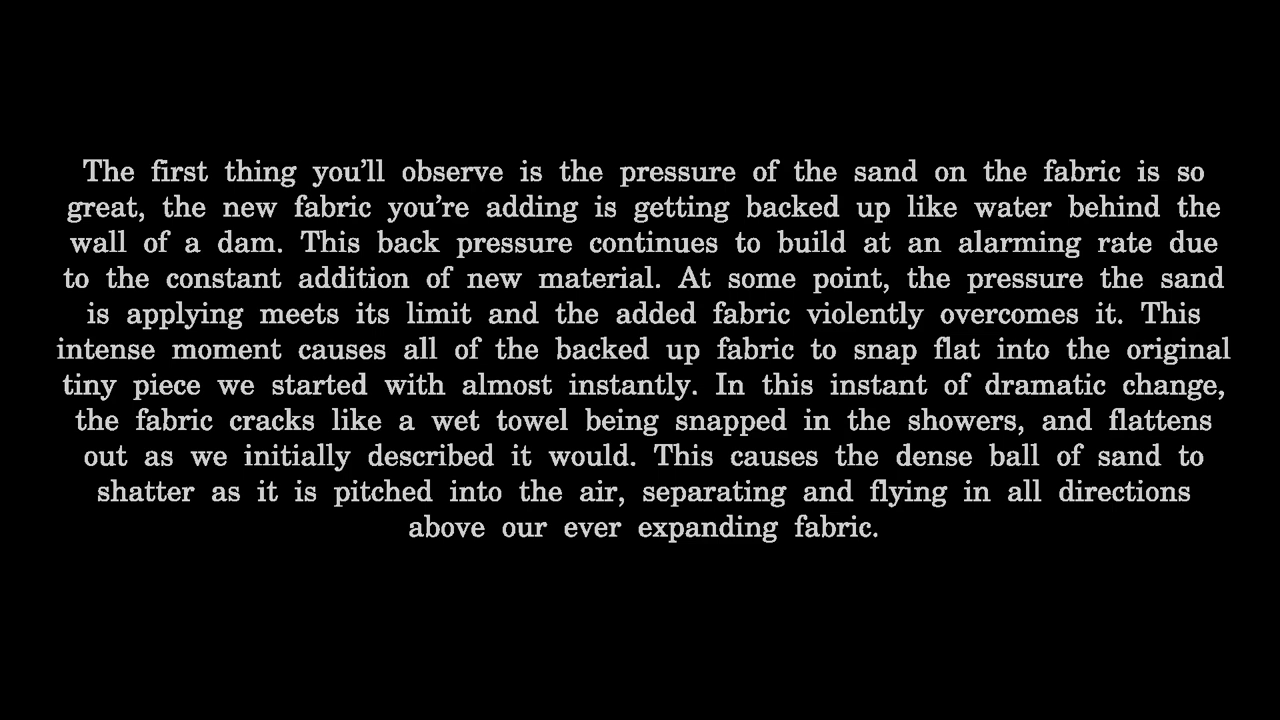 The first thing you’ll observe is the pressure of the sand on the fabric is so
great, the new fabric you’re adding is getting backed up like water behind the
wall of a dam. This back pressure continues to build at an alarming rate due
to the constant addition of new material. At some point, the pressure the sand
is applying meets its limit and the added fabric violently overcomes it. This
intense moment causes all of the backed up fabric to snap flat into the original
tiny piece we started with almost instantly. In this instant of dramatic change,
the fabric cracks like a wet towel being snapped in the showers, and flattens
out as we initially described it would. This causes the dense ball of sand to
shatter as it is pitched into the air, separating and flying in all directions
above our ever expanding fabric.